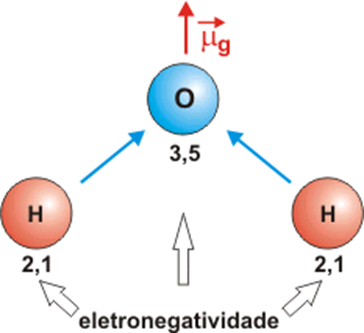 μg
O
3,5
H H
2,1 2,1
eletronegatividade